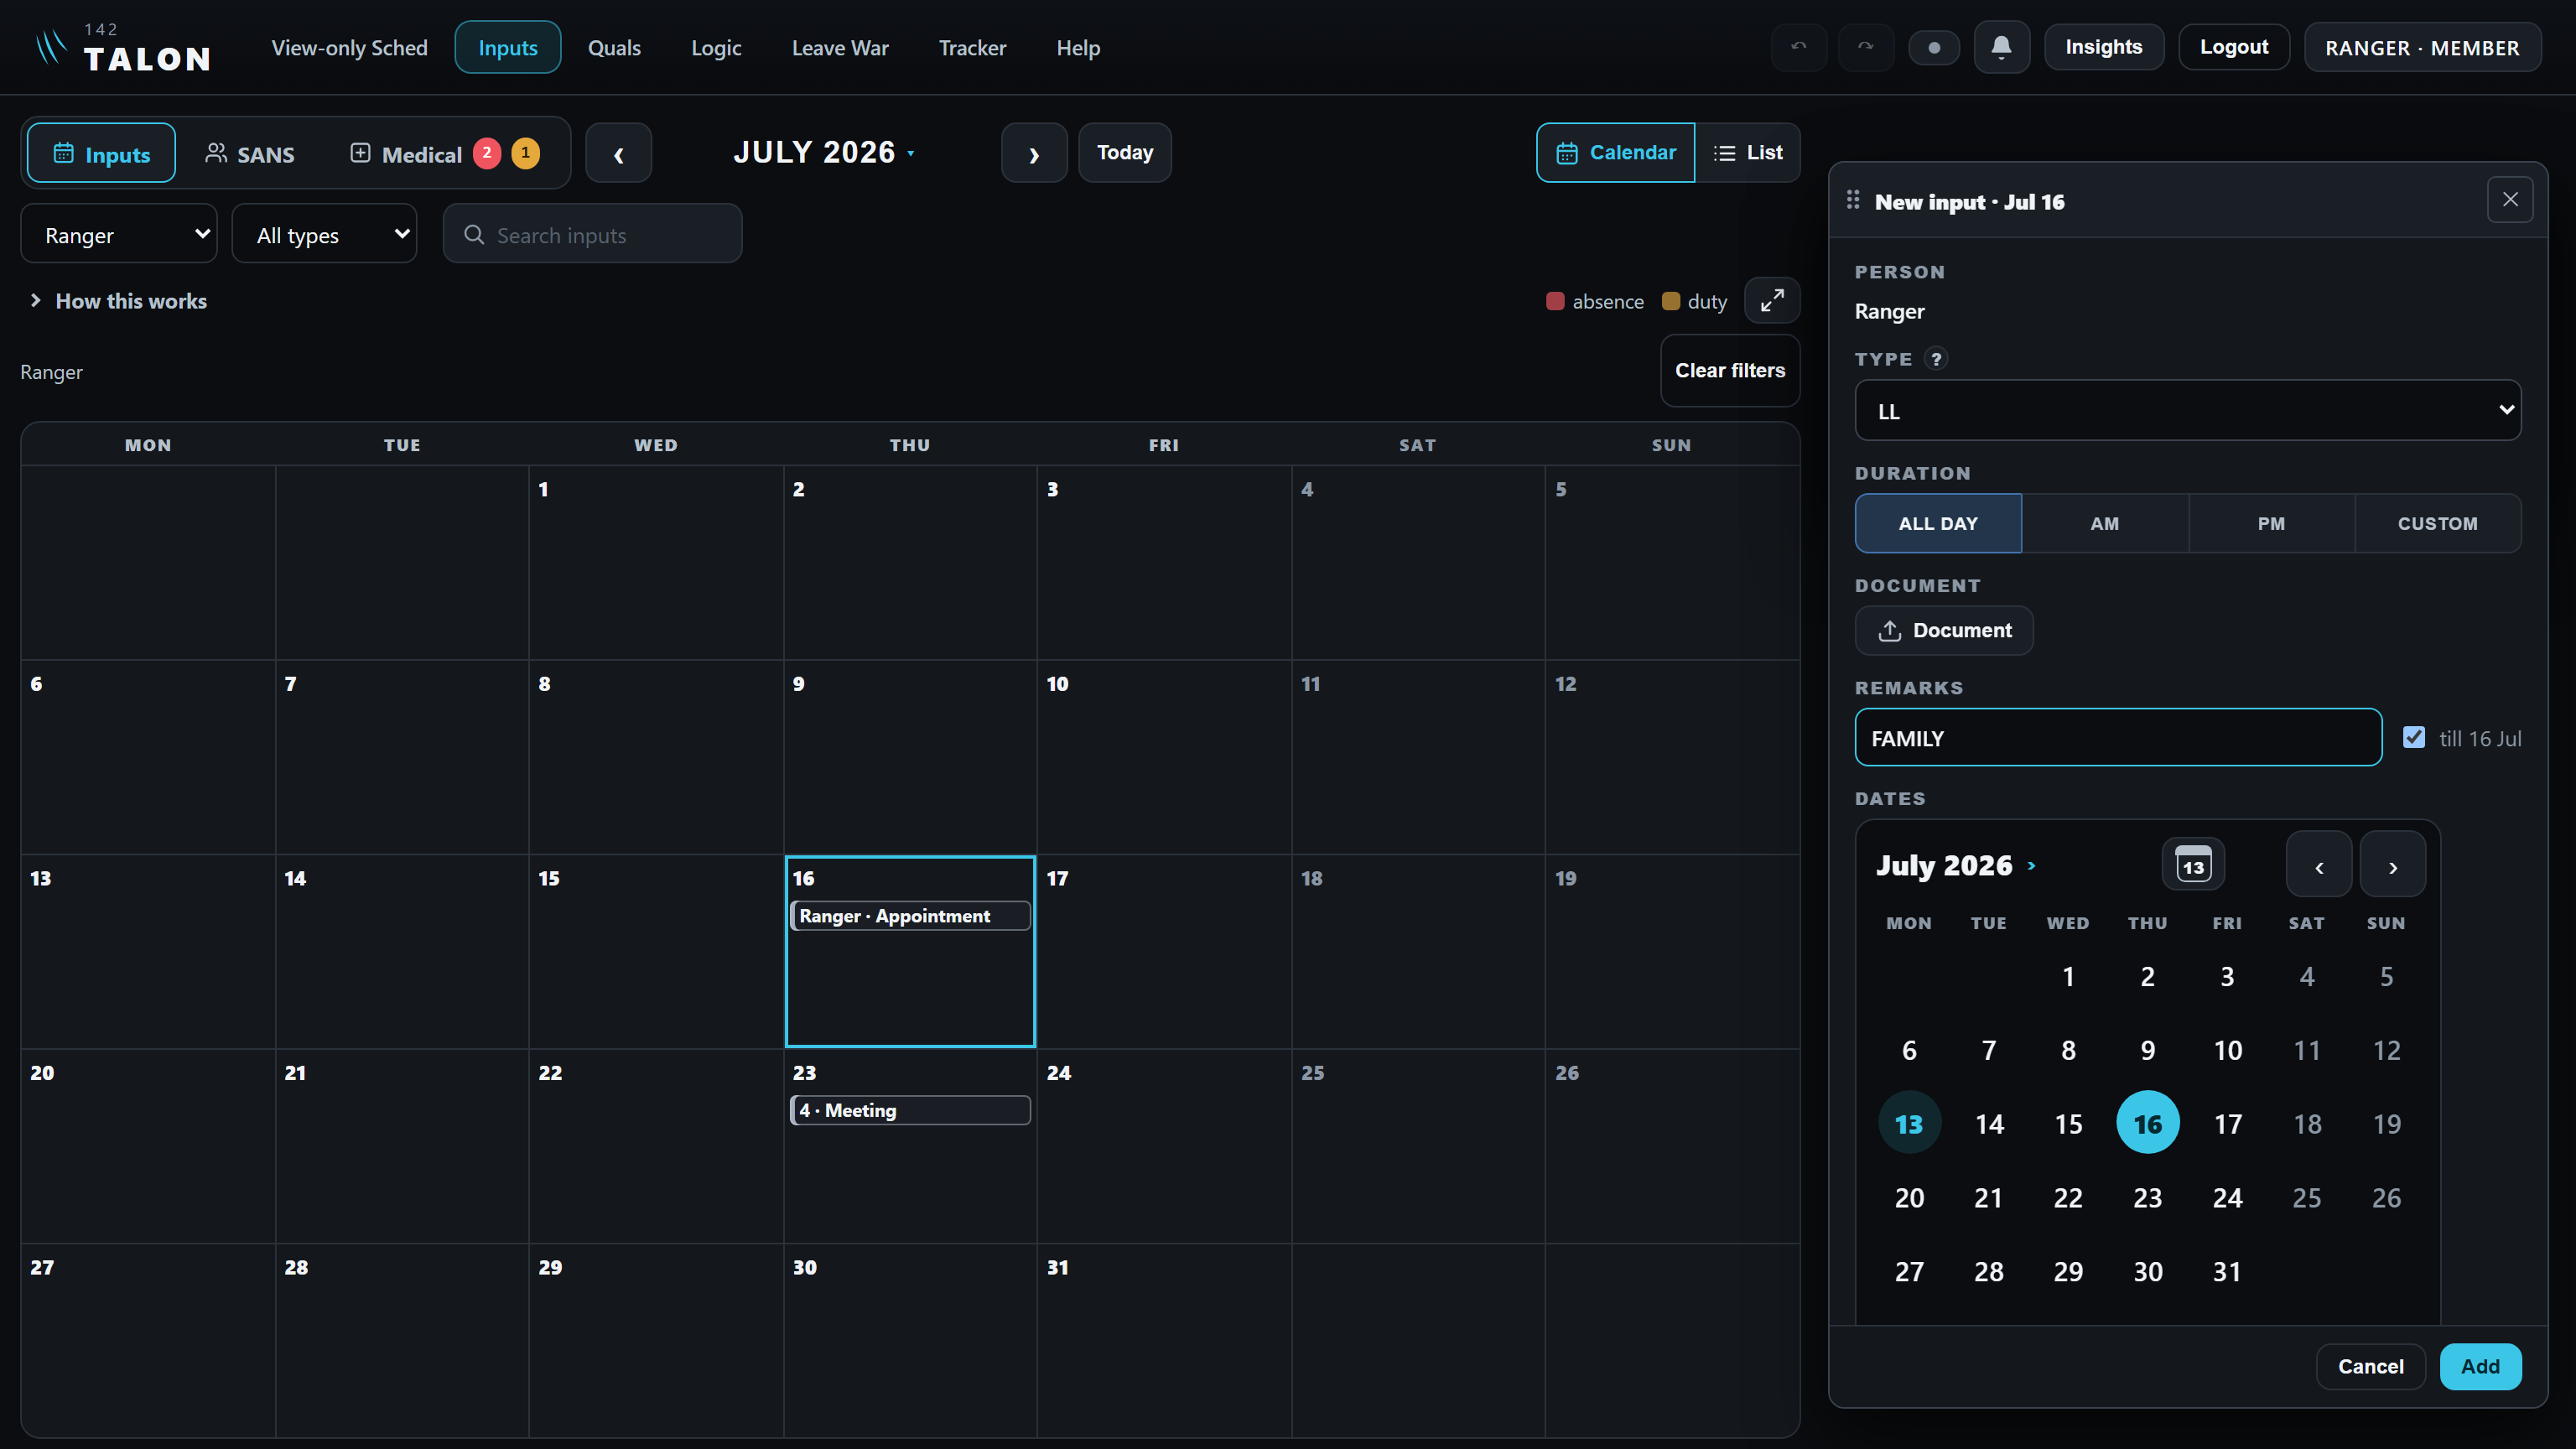 142
TALON
View-only Sched
Inputs
Quals
Logic
Leave War
Tracker
Help
Insights
Logout
RANGER · MEMBER
Inputs
SANS
Medical 2 1
‹
JULY 2026
›
Today
Calendar
List
Ranger
All types
Search inputs
How this works
absence
duty
Ranger
Clear filters
MON TUE WED THU FRI SAT SUN
1 2 3 4 5
6 7 8 9 10 11 12
13 14 15 16 17 18 19
Ranger · Appointment
20 21 22 23 24 25 26
4 · Meeting
27 28 29 30 31
New input · Jul 16
PERSON
Ranger
TYPE ?
LL
DURATION
ALL DAY AM PM CUSTOM
DOCUMENT
Document
REMARKS
FAMILY
till 16 Jul
DATES
July 2026 ›
13
‹ ›
MON TUE WED THU FRI SAT SUN
1 2 3 4 5
6 7 8 9 10 11 12
13 14 15 16 17 18 19
20 21 22 23 24 25 26
27 28 29 30 31
Cancel
Add